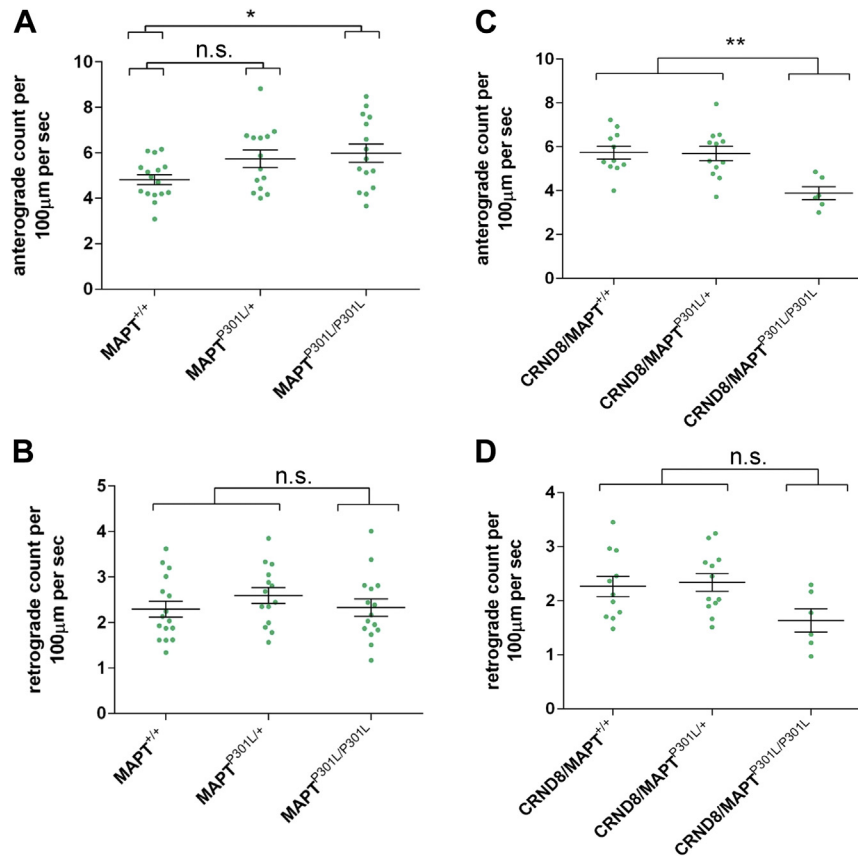 A
*
n.s.
10
8
6
4
2
0
anterograde count per
100μm per sec
MAPT+/+
MAPTP301L/+
MAPTP301L/P301L
C
**
10
8
6
4
2
0
anterograde count per
100μm per sec
CRND8/MAPT+/+
CRND8/MAPTP301L/+
CRND8/MAPTP301L/P301L
B
n.s.
5
4
3
2
1
0
retrograde count per
100μm per sec
MAPT+/+
MAPTP301L/+
MAPTP301L/P301L
D
n.s.
4
3
2
1
0
retrograde count per
100μm per sec
CRND8/MAPT+/+
CRND8/MAPTP301L/+
CRND8/MAPTP301L/P301L